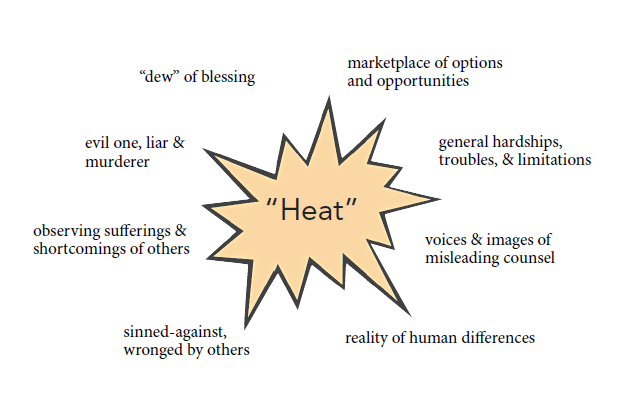 marketplace of options
and opportunities
“dew” of blessing
evil one, liar &
murderer
general hardships,
troubles, & limitations
“Heat”
observing sufferings &
shortcomings of others
voices & images of
misleading counsel
sinned-against,
wronged by others
reality of human differences